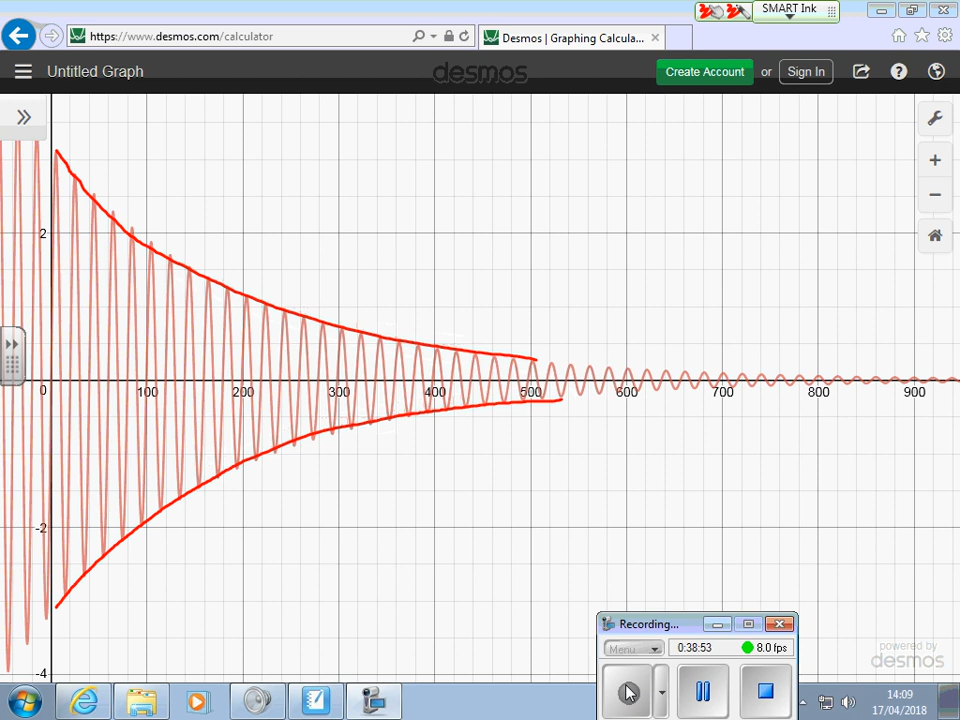 SMART Ink
https://www.desmos.com/calculator
Desmos | Graphing Calcula...
Untitled Graph
desmos
Create Account
or
Sign In
2
0
100
200
300
400
500
600
700
800
900
-2
-4
powered by
desmos
Recording...
Menu
0:38:53
8.0 fps
14:09
17/04/2018